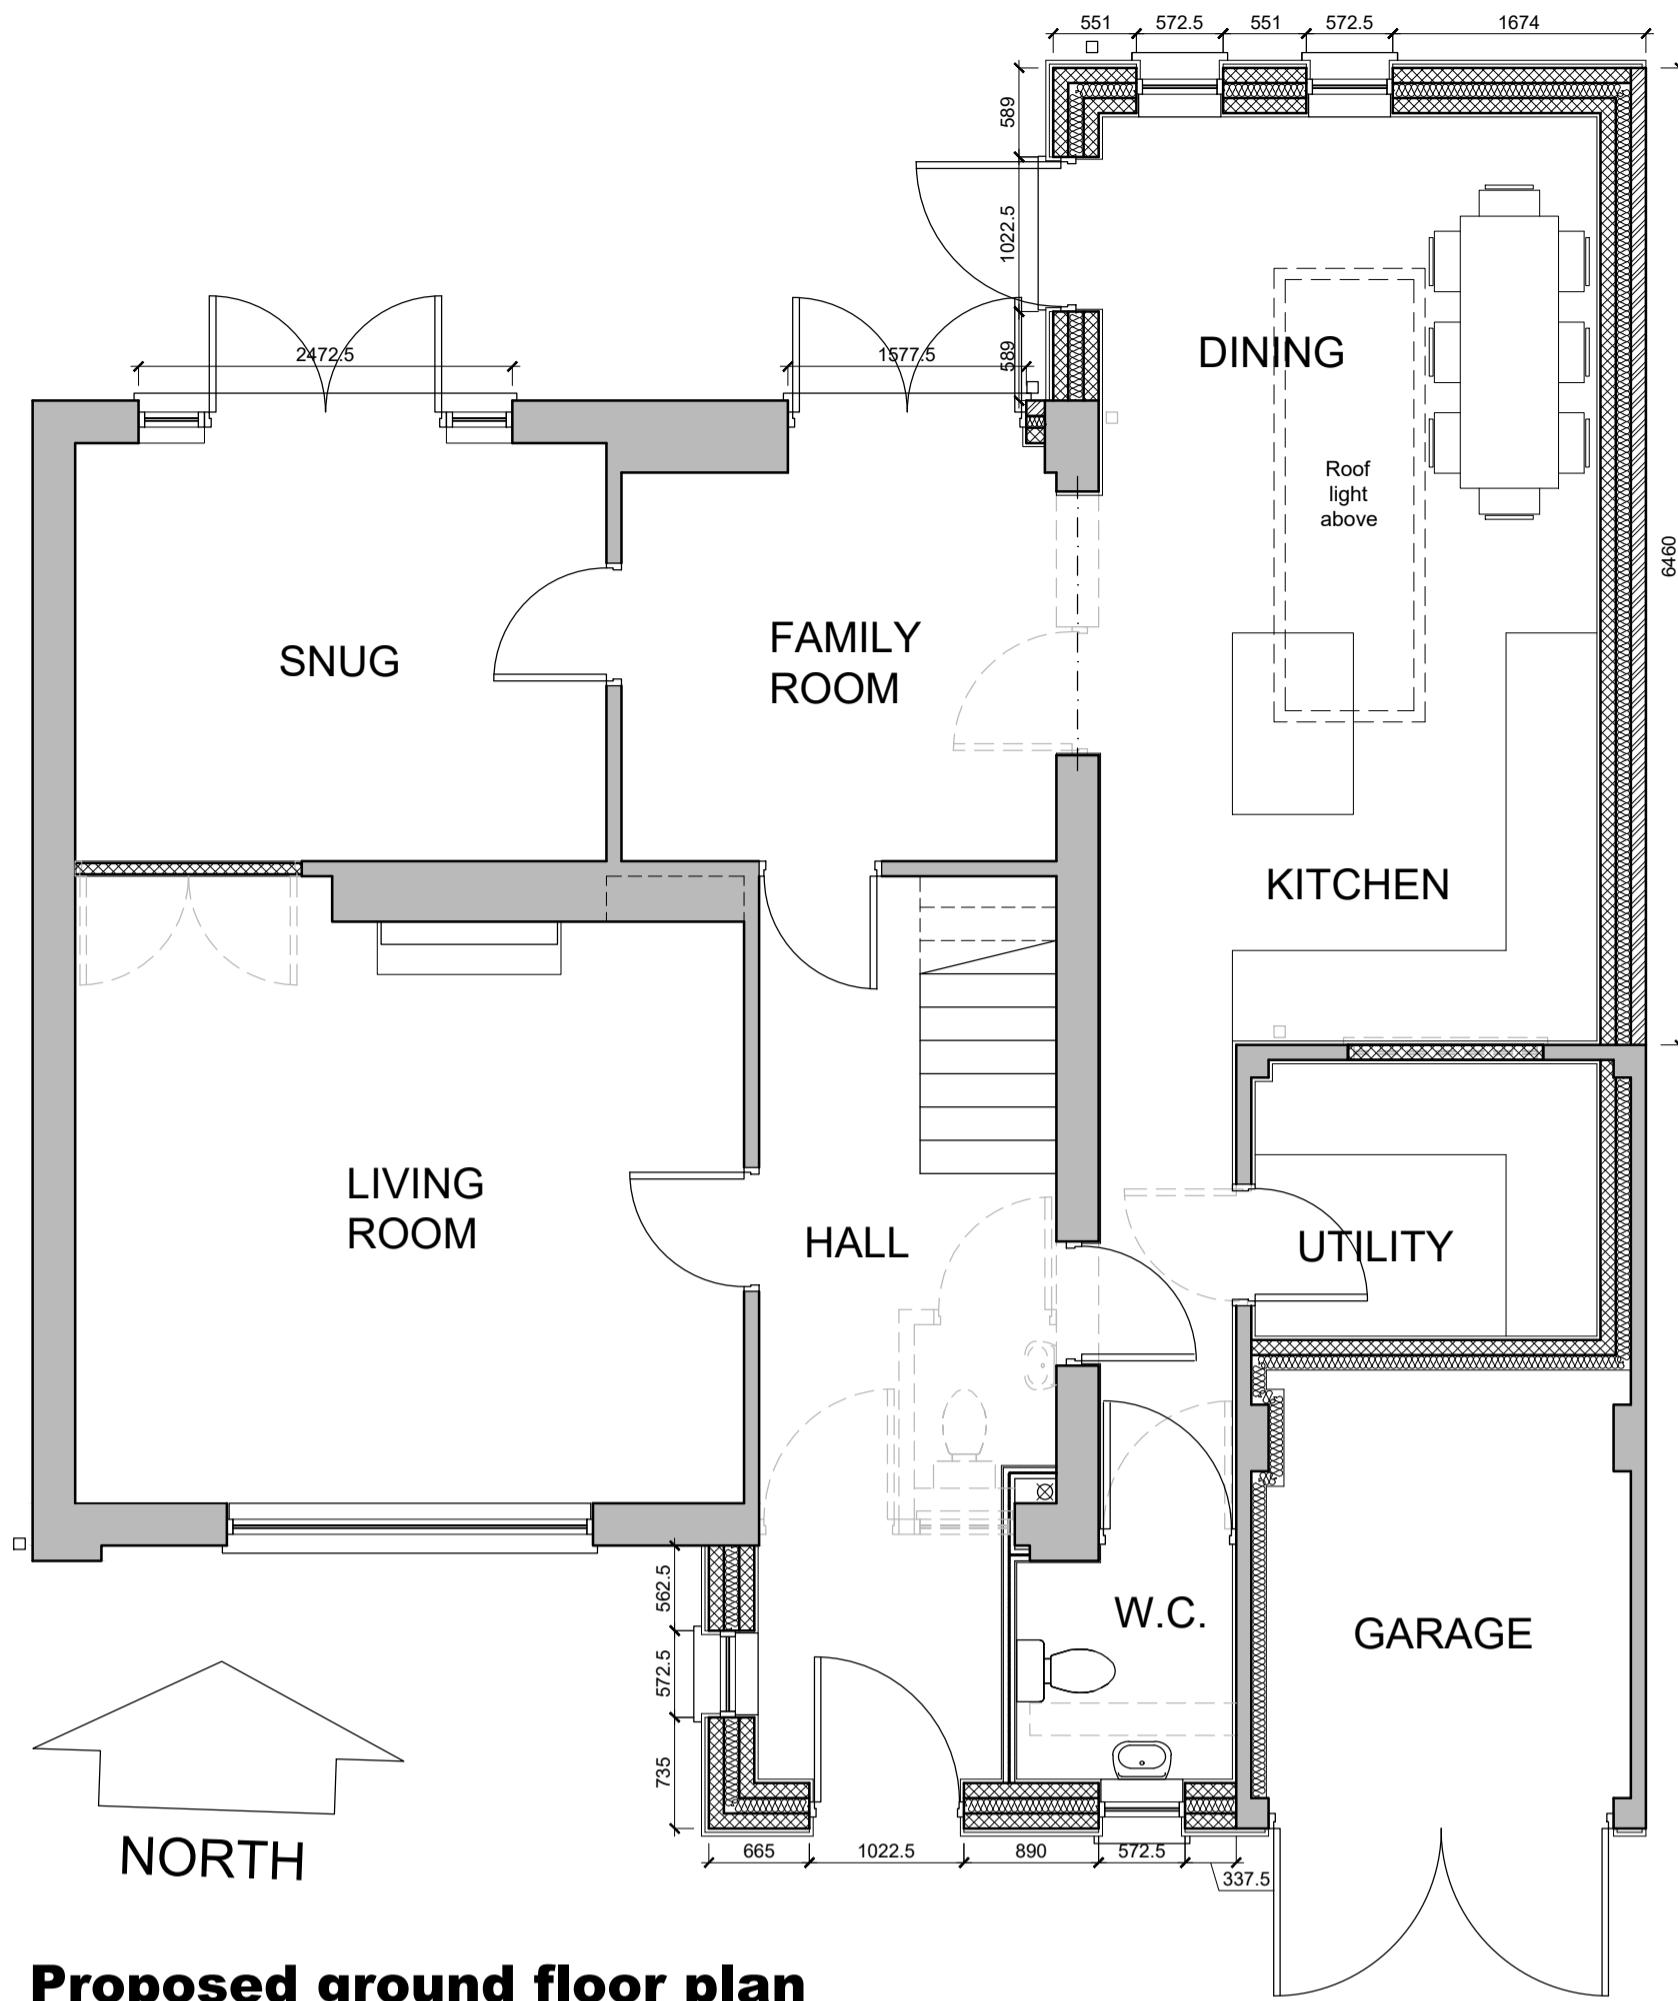 551 572.5 551 572.5 1674
589
1022.5
589
2472.5 1577.5
DINING
Roof
light
above
6460
SNUG
FAMILY
ROOM
KITCHEN
LIVING
ROOM
HALL
UTILITY
562.5
572.5
735
W.C.
GARAGE
665 1022.5 890 572.5
337.5
NORTH
Proposed ground floor plan